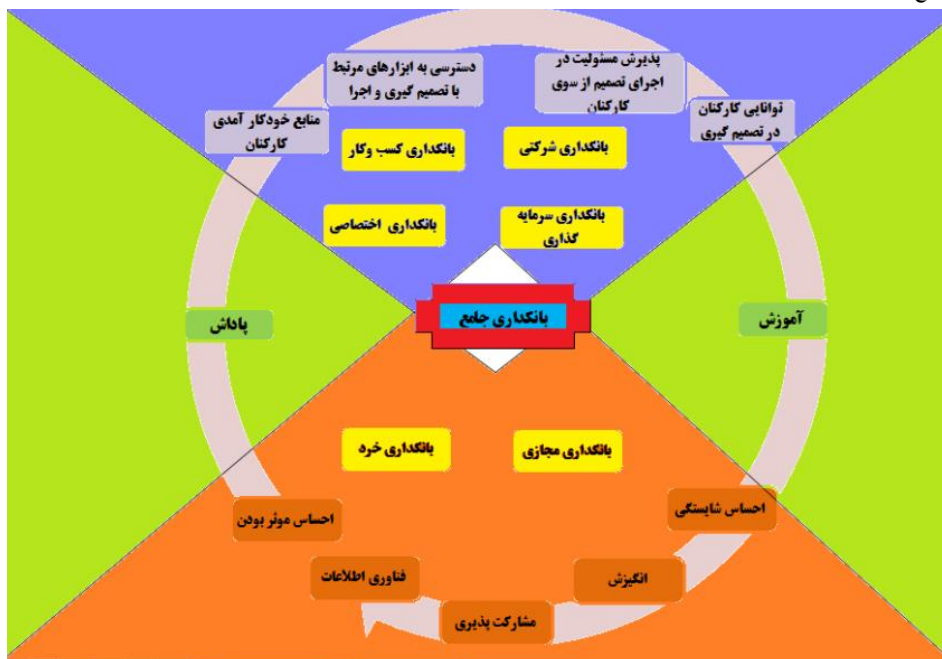 پذیرش مسئولیت در
اجرای تصمیم از سوی
کارکنان
دسترسی به ابزارهای مرتبط
با تصمیم گیری و اجرا
توانایی کارکنان
در تصمیم گیری
منابع خودکار آمدی
کارکنان
بانکداری شرکتی
بانکداری کسب وکار
بانکداری سرمایه
گذاری
بانکداری اختصاصی
آموزش
بانکداری جامع
پاداش
بانکداری مجازی
بانکداری خرد
احساس شایستگی
احساس موثر بودن
انگیزش
فناوری اطلاعات
مشارکت پذیری